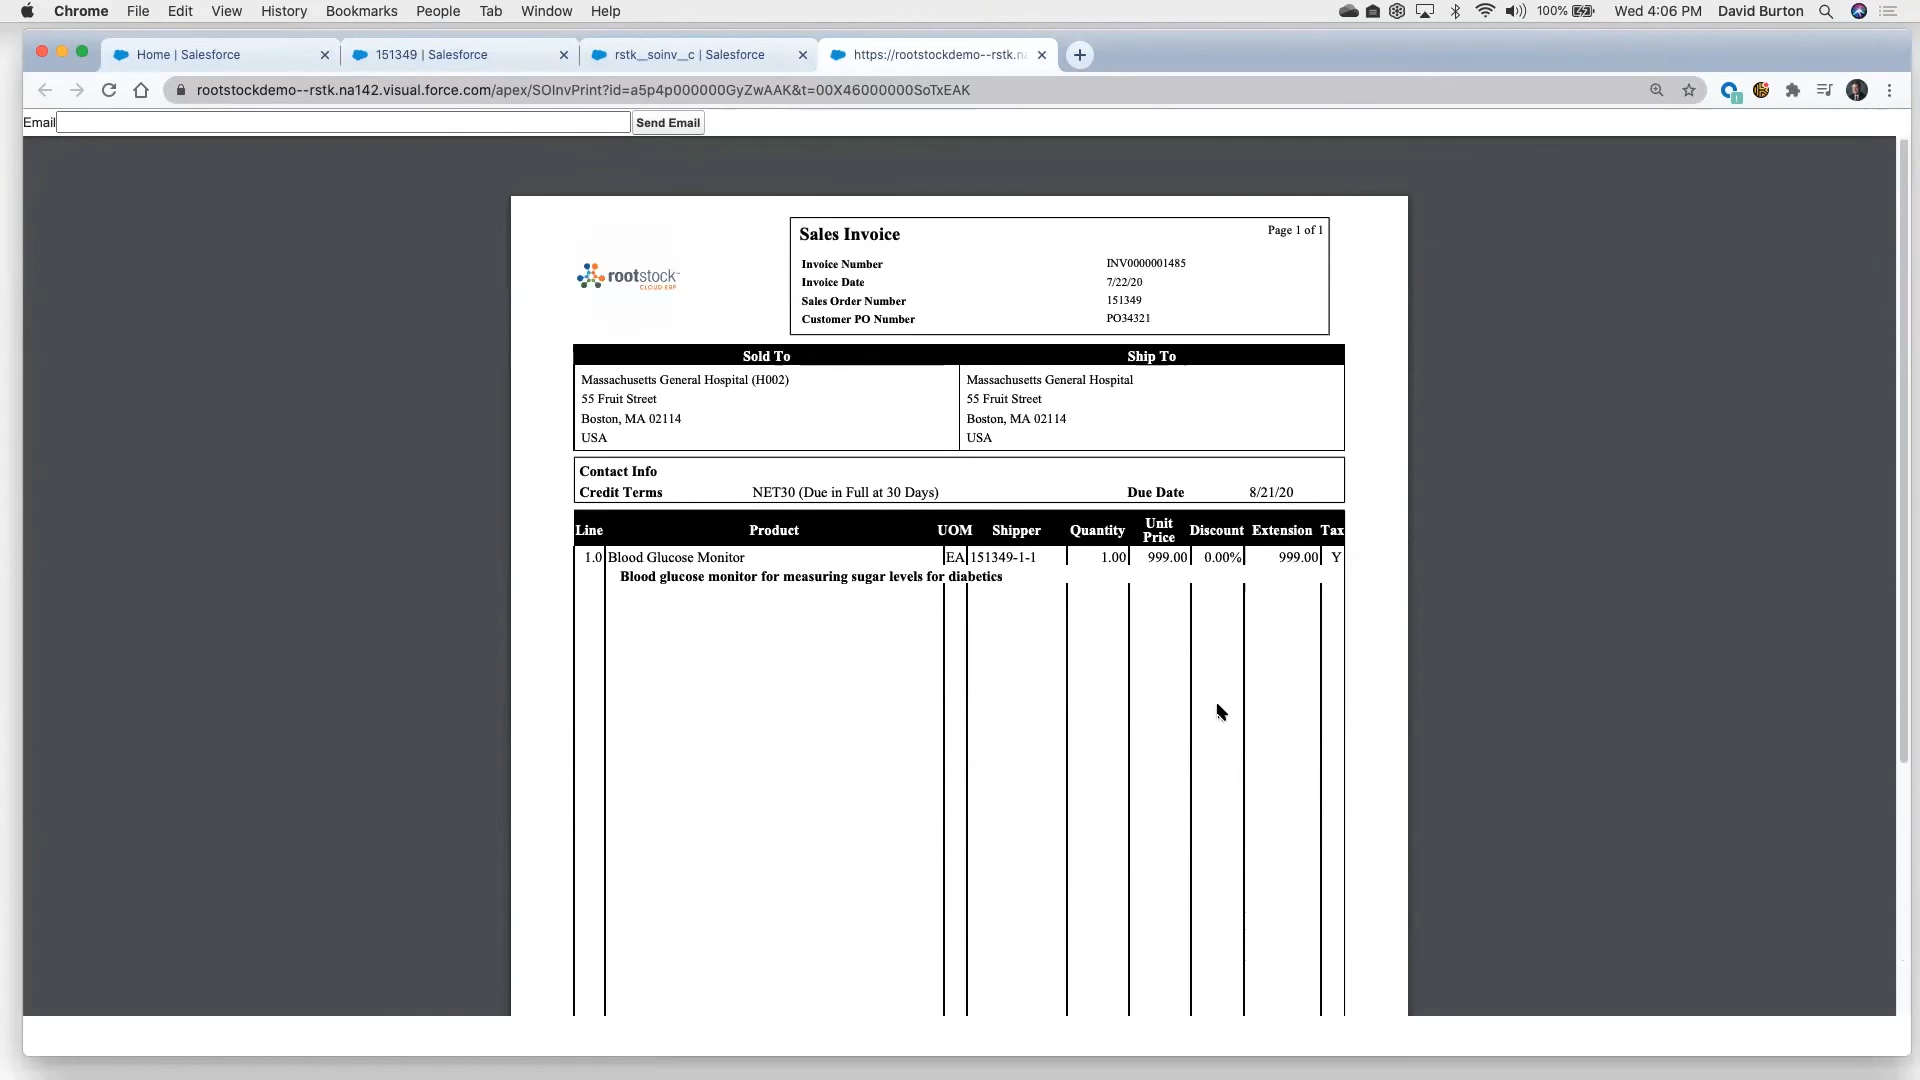 Chrome File Edit View History Bookmarks People Tab Window Help 100% Wed 4:06 PM David Burton
Home | Salesforce 151349 | Salesforce rstk__soinv__c | Salesforce https://rootstockdemo--rstk.na
rootstockdemo--rstk.na142.visual.force.com/apex/SOInvPrint?id=a5p4p000000GyZwAAK&t=00X46000000SoTxEAK
Email Send Email
Sales Invoice Page 1 of 1
rootstock
CLOUD ERP
Invoice Number INV0000001485
Invoice Date 7/22/20
Sales Order Number 151349
Customer PO Number PO34321
Sold To Ship To
Massachusetts General Hospital (H002) Massachusetts General Hospital
55 Fruit Street 55 Fruit Street
Boston, MA 02114 Boston, MA 02114
USA USA
Contact Info
Credit Terms NET30 (Due in Full at 30 Days) Due Date 8/21/20
Line Product UOM Shipper Quantity Unit Price Discount Extension Tax
1.0 Blood Glucose Monitor EA 151349-1-1 1.00 999.00 0.00% 999.00 Y
Blood glucose monitor for measuring sugar levels for diabetics